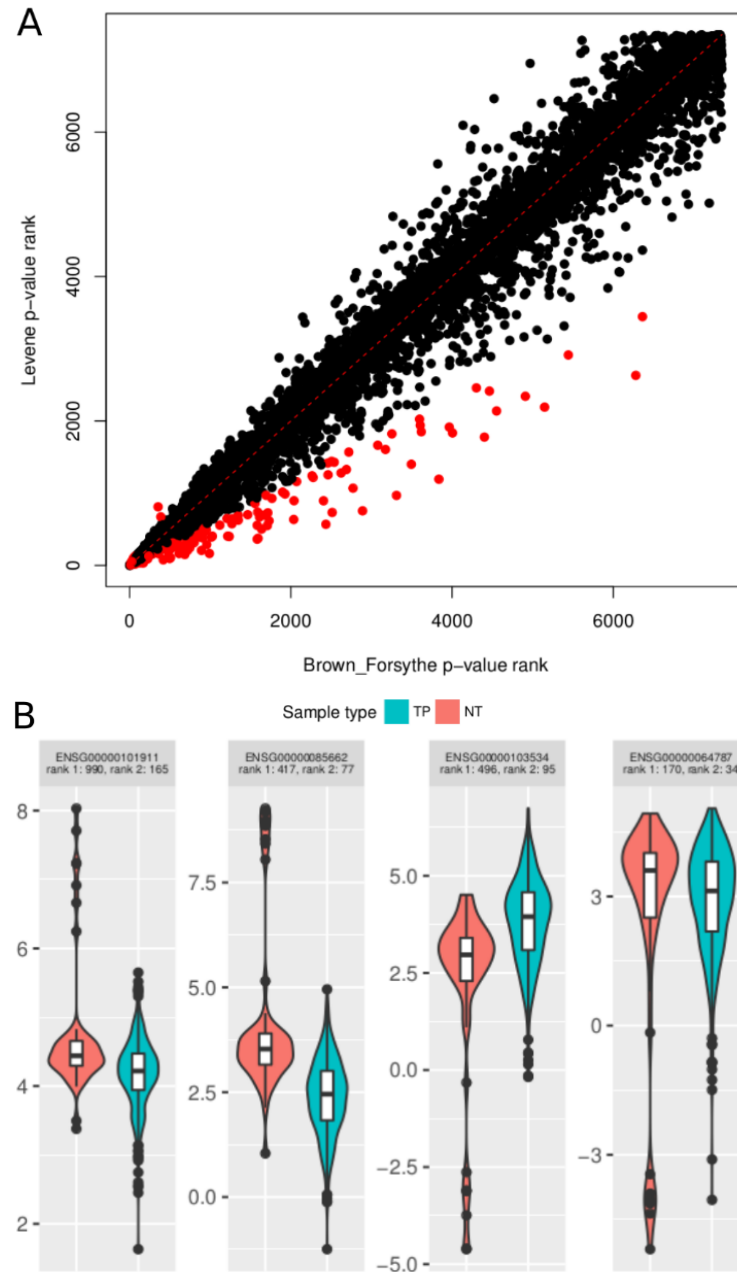 A
6000
4000
2000
0
Levene p-value rank
0 2000 4000 6000
Brown_Forsythe p-value rank
B
Sample type TP NT
ENSG00000101911
rank 1: 990, rank 2: 165
8
6
4
2
ENSG00000085662
rank 1: 417, rank 2: 77
7.5
5.0
2.5
0.0
ENSG00000103534
rank 1: 496, rank 2: 95
5.0
2.5
0.0
−2.5
−5.0
ENSG00000064787
rank 1: 170, rank 2: 34
3
0
−3